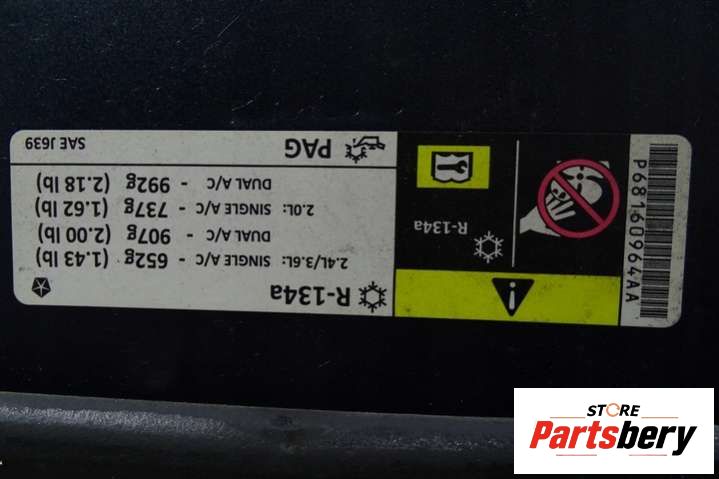 R-134a
2.4L/3.6L: SINGLE A/C - 652g (1.43 lb)
DUAL A/C - 907g (2.00 lb)
2.0L: SINGLE A/C - 737g (1.62 lb)
DUAL A/C - 992g (2.18 lb)
PAG SAE J639
R-134a
P68160964AA
STORE
Partsbery